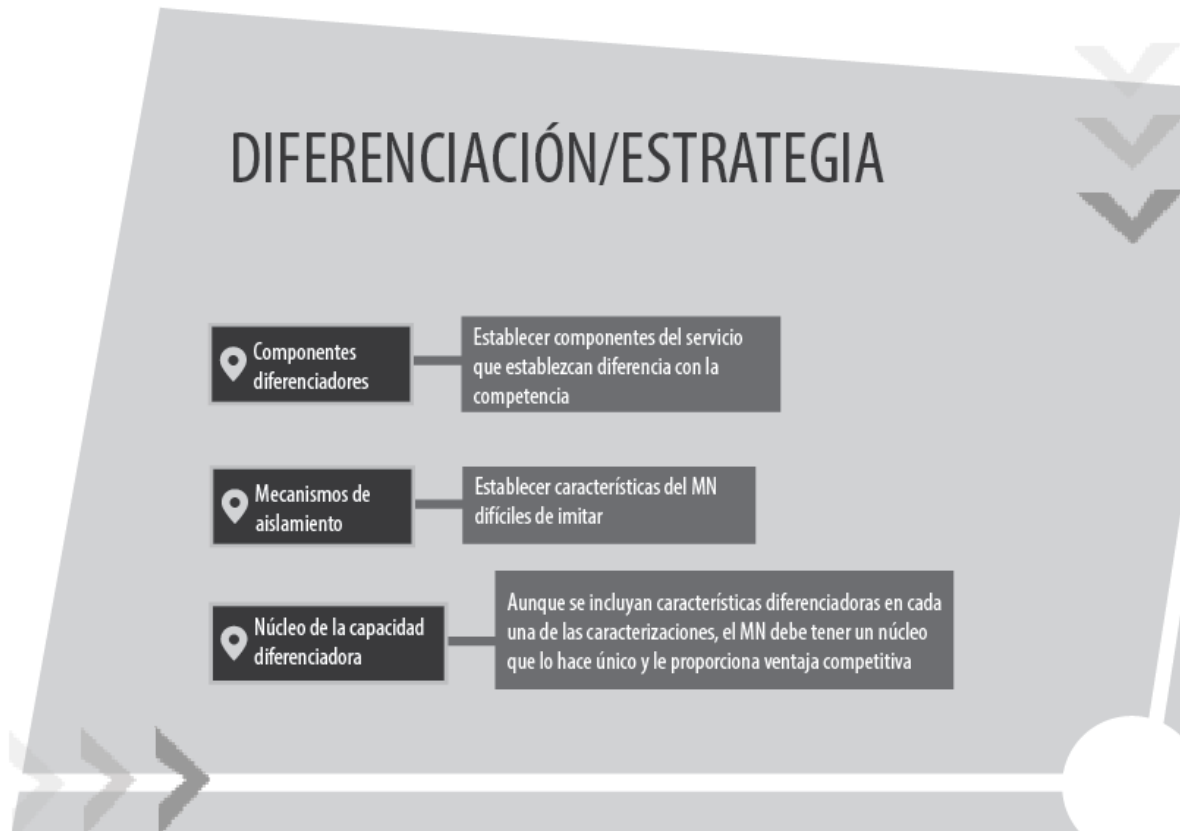 DIFERENCIACIÓN/ESTRATEGIA
Componentes
diferenciadores
Establecer componentes del servicio
que establezcan diferencia con la
competencia
Mecanismos de
aislamiento
Establecer características del MN
difíciles de imitar
Núcleo de la capacidad
diferenciadora
Aunque se incluyan características diferenciadoras en cada
una de las caracterizaciones, el MN debe tener un núcleo
que lo hace único y le proporciona ventaja competitiva